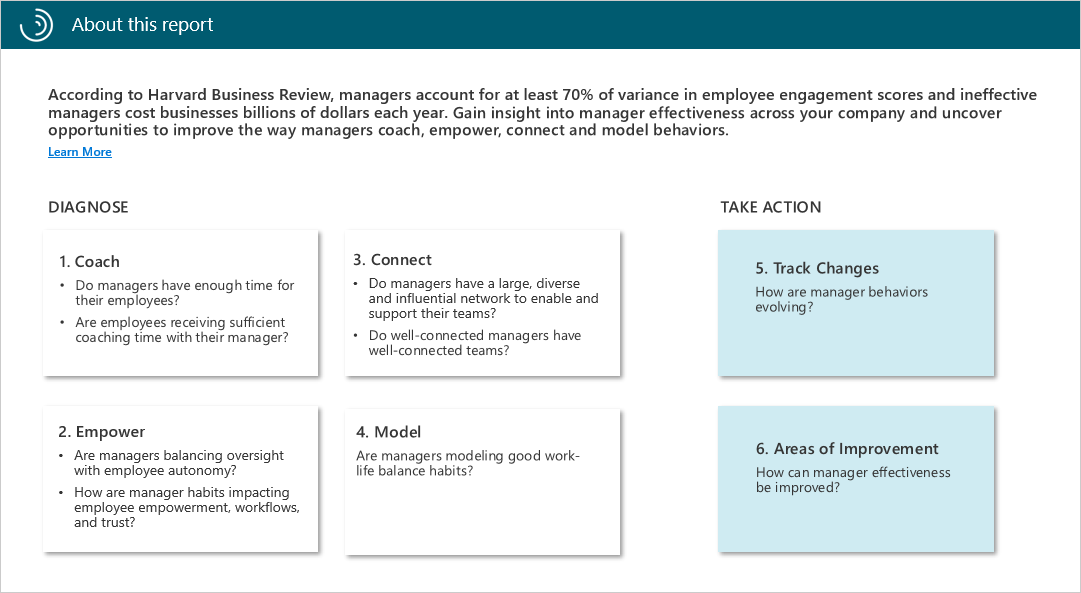 About this report
According to Harvard Business Review, managers account for at least 70% of variance in employee engagement scores and ineffective
managers cost businesses billions of dollars each year. Gain insight into manager effectiveness across your company and uncover
opportunities to improve the way managers coach, empower, connect and model behaviors.
Learn More
DIAGNOSE
1. Coach
• Do managers have enough time for
their employees?
• Are employees receiving sufficient
coaching time with their manager?
3. Connect
• Do managers have a large, diverse
and influential network to enable and
support their teams?
• Do well-connected managers have
well-connected teams?
2. Empower
• Are managers balancing oversight
with employee autonomy?
• How are manager habits impacting
employee empowerment, workflows,
and trust?
4. Model
Are managers modeling good work-
life balance habits?
TAKE ACTION
5. Track Changes
How are manager behaviors
evolving?
6. Areas of Improvement
How can manager effectiveness
be improved?